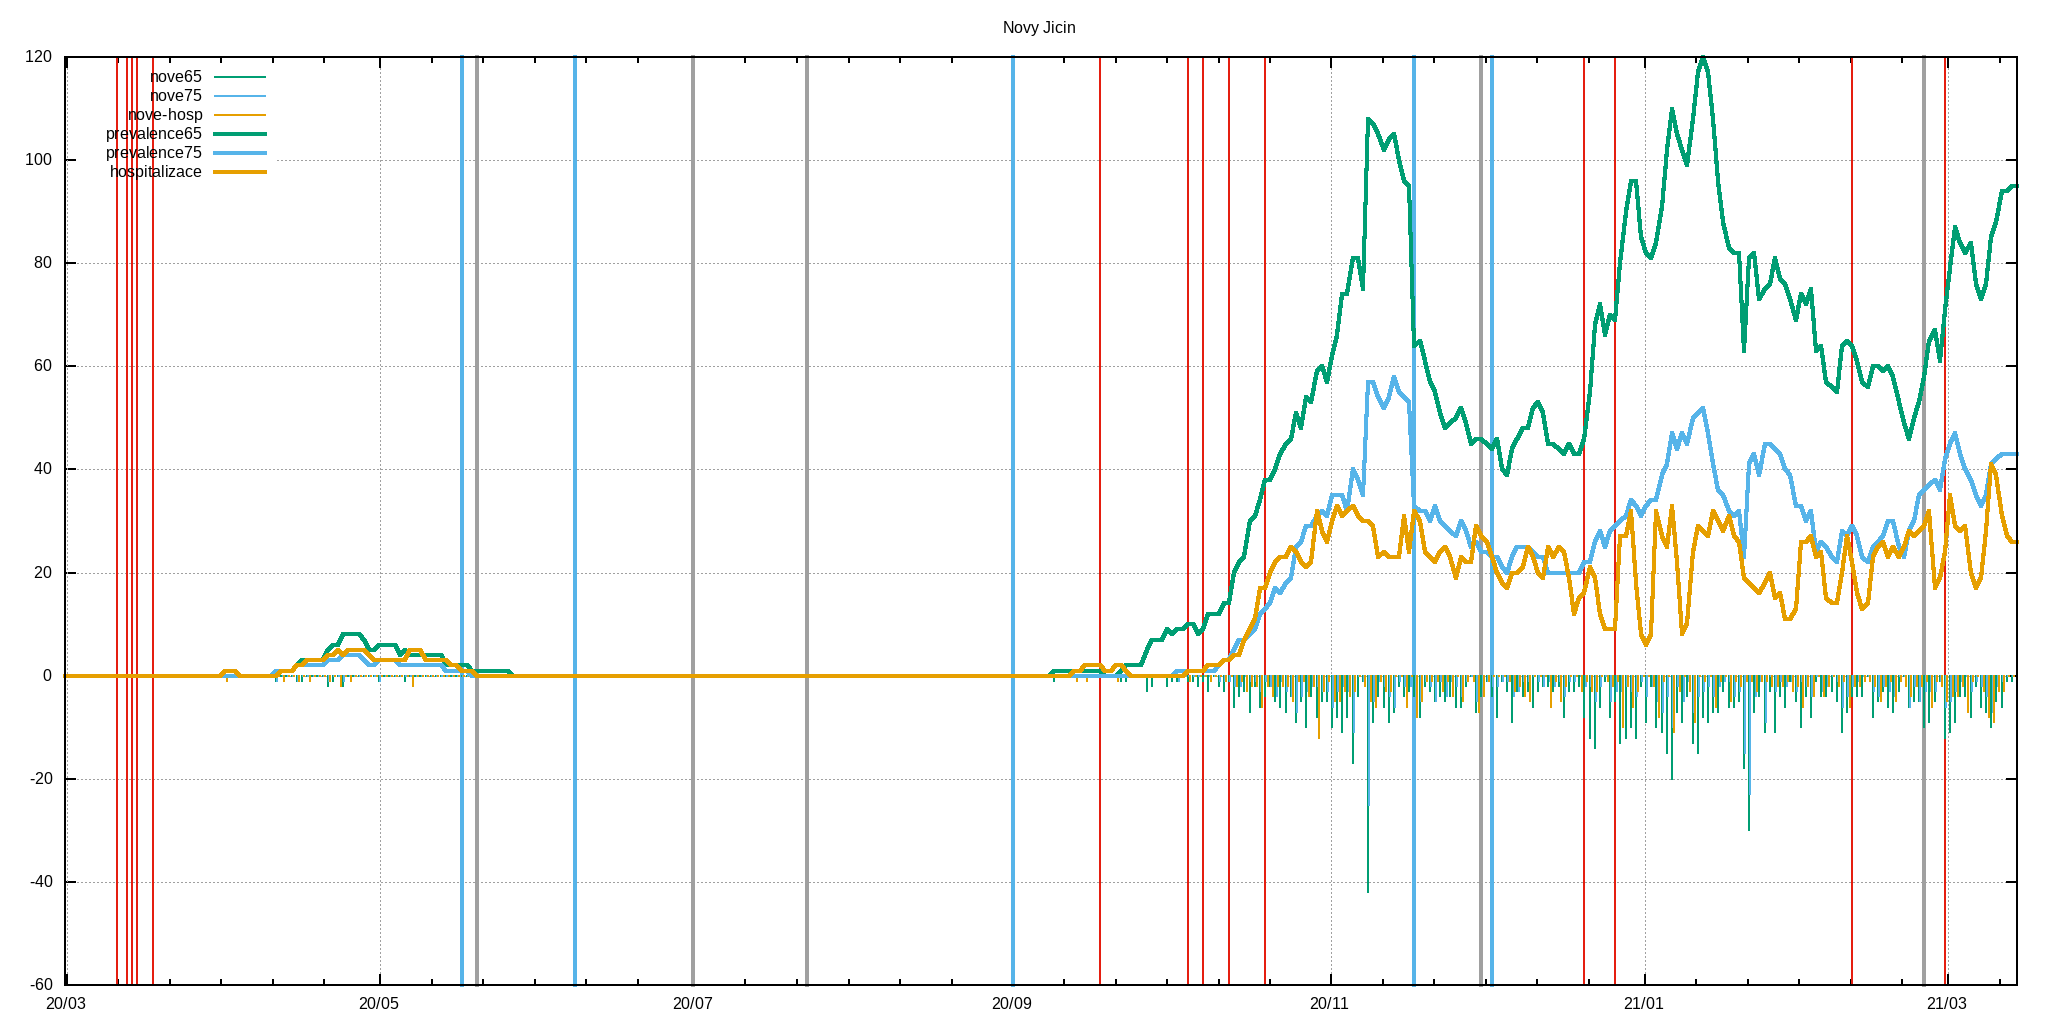 Novy Jicin
120
nove65
nove75
nove-hosp
prevalence65
prevalence75
hospitalizace
100
80
60
40
20
0
-20
-40
-60
20/03 20/05 20/07 20/09 20/11 21/01 21/03